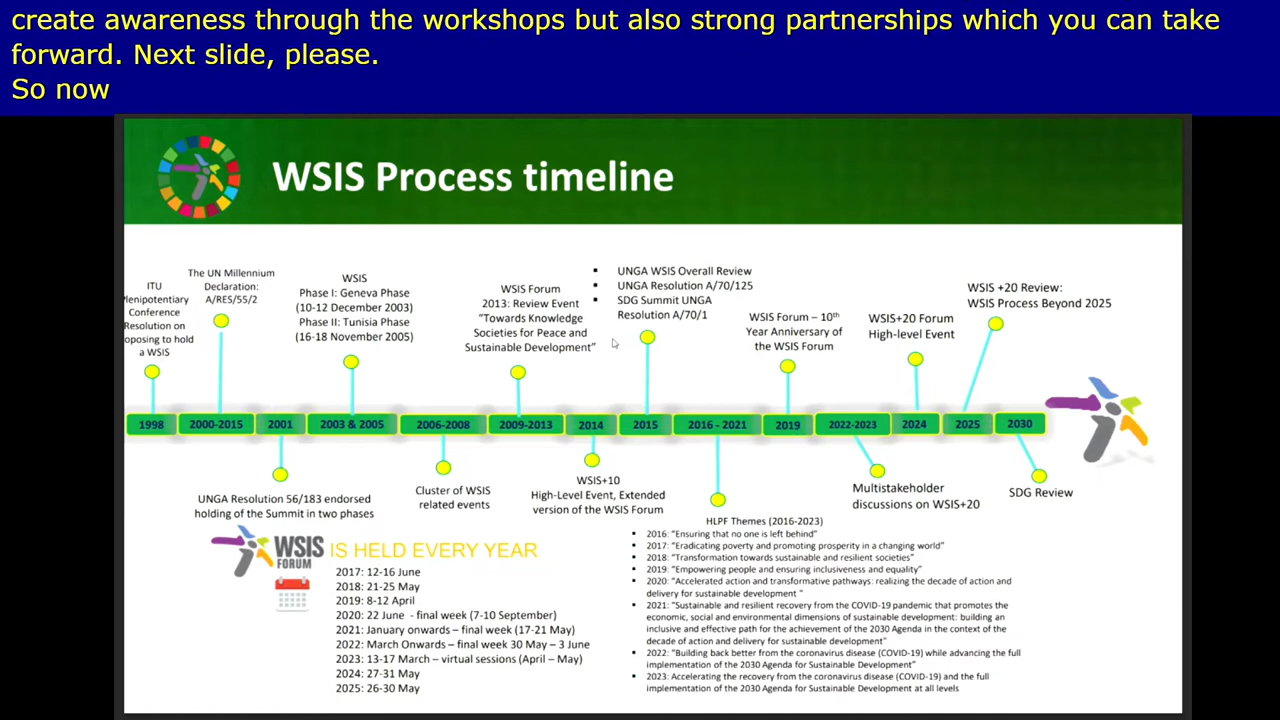 create awareness through the workshops but also strong partnerships which you can take
forward. Next slide, please.
So now
WSIS Process timeline
ITU
lenipotentiary
Conference
Resolution on
oposing to hold
a WSIS
The UN Millennium
Declaration:
A/RES/55/2
WSIS
Phase I: Geneva Phase
(10-12 December 2003)
Phase II: Tunisia Phase
(16-18 November 2005)
WSIS Forum
2013: Review Event
"Towards Knowledge
Societies for Peace and
Sustainable Development"
▪ UNGA WSIS Overall Review
▪ UNGA Resolution A/70/125
▪ SDG Summit UNGA
Resolution A/70/1
WSIS Forum – 10th
Year Anniversary of
the WSIS Forum
WSIS+20 Forum
High-level Event
WSIS +20 Review:
WSIS Process Beyond 2025
1998 2000-2015 2001 2003 & 2005 2006-2008 2009-2013 2014 2015 2016 - 2021 2019 2022-2023 2024 2025 2030
UNGA Resolution 56/183 endorsed
holding of the Summit in two phases
Cluster of WSIS
related events
WSIS+10
High-Level Event, Extended
version of the WSIS Forum
HLPF Themes (2016-2023)
Multistakeholder
discussions on WSIS+20
SDG Review
WSIS
FORUM
IS HELD EVERY YEAR
2017: 12-16 June
2018: 21-25 May
2019: 8-12 April
2020: 22 June - final week (7-10 September)
2021: January onwards – final week (17-21 May)
2022: March Onwards – final week 30 May – 3 June
2023: 13-17 March – virtual sessions (April – May)
2024: 27-31 May
2025: 26-30 May
▪ 2016: "Ensuring that no one is left behind"
▪ 2017: "Eradicating poverty and promoting prosperity in a changing world"
▪ 2018: "Transformation towards sustainable and resilient societies"
▪ 2019: "Empowering people and ensuring inclusiveness and equality"
▪ 2020: "Accelerated action and transformative pathways: realizing the decade of action and
delivery for sustainable development "
▪ 2021: "Sustainable and resilient recovery from the COVID-19 pandemic that promotes the
economic, social and environmental dimensions of sustainable development: building an
inclusive and effective path for the achievement of the 2030 Agenda in the context of the
decade of action and delivery for sustainable development"
▪ 2022: "Building back better from the coronavirus disease (COVID-19) while advancing the full
implementation of the 2030 Agenda for Sustainable Development"
▪ 2023: Accelerating the recovery from the coronavirus disease (COVID-19) and the full
implementation of the 2030 Agenda for Sustainable Development at all levels